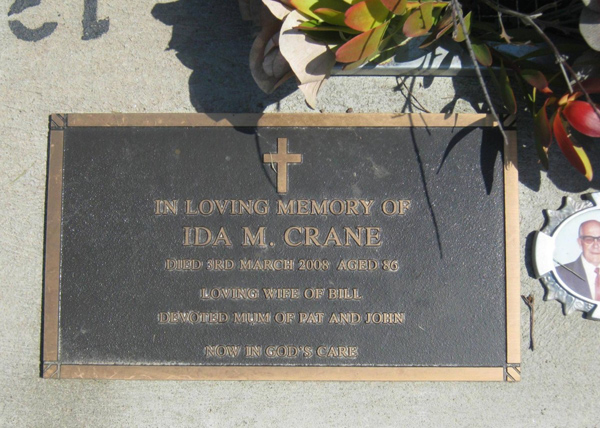 IN LOVING MEMORY OF
IDA M. CRANE
DIED 3RD MARCH 2008 AGED 86
LOVING WIFE OF BILL
DEVOTED MUM OF PAT AND JOHN
NOW IN GOD'S CARE